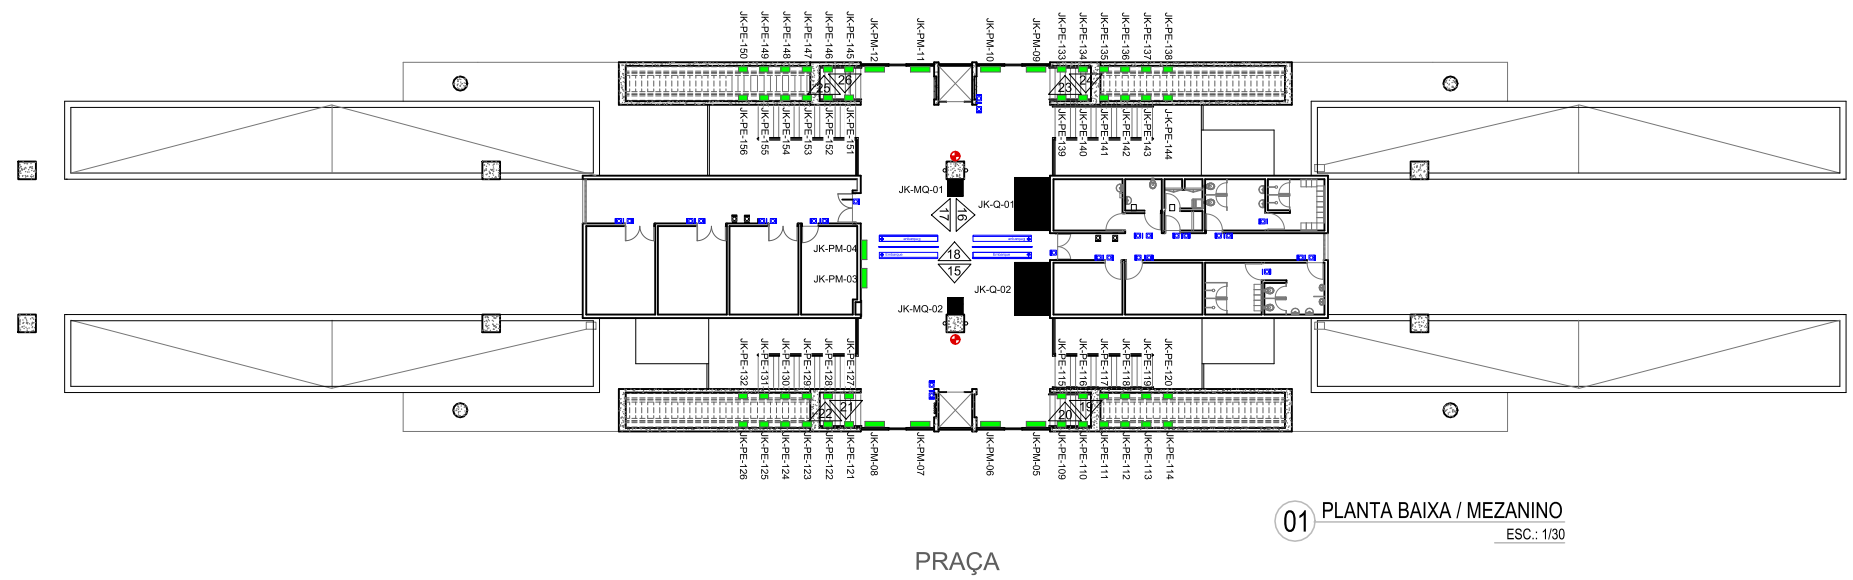 JK-PE-150
JK-PE-149
JK-PE-148
JK-PE-147
JK-PE-146
JK-PE-145
JK-PM-12
JK-PM-11
JK-PM-10
JK-PM-09
JK-PE-133
JK-PE-134
JK-PE-135
JK-PE-136
JK-PE-137
JK-PE-138
25
26
23
24
JK-PE-156
JK-PE-155
JK-PE-154
JK-PE-153
JK-PE-152
JK-PE-151
JK-PE-139
JK-PE-140
JK-PE-141
JK-PE-142
JK-PE-143
J-K-PE-144
JK-MQ-01
JK-Q-01
17
16
Embarque
Embarque
JK-PM-04
18
Embarque
Embarque
15
JK-PM-03
JK-Q-02
JK-MQ-02
JK-PE-132
JK-PE-131
JK-PE-130
JK-PE-129
JK-PE-128
JK-PE-127
JK-PE-115
JK-PE-116
JK-PE-117
JK-PE-118
JK-PE-119
JK-PE-120
22
21
20
19
JK-PE-126
JK-PE-125
JK-PE-124
JK-PE-123
JK-PE-122
JK-PE-121
JK-PM-08
JK-PM-07
JK-PM-06
JK-PM-05
JK-PE-109
JK-PE-110
JK-PE-111
JK-PE-112
JK-PE-113
JK-PE-114
01 PLANTA BAIXA / MEZANINO
ESC.: 1/30
PRAÇA